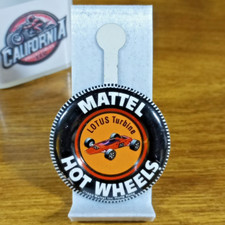 CALIFORNIA
MATTEL
LOTUS Turbine
HOT WHEELS